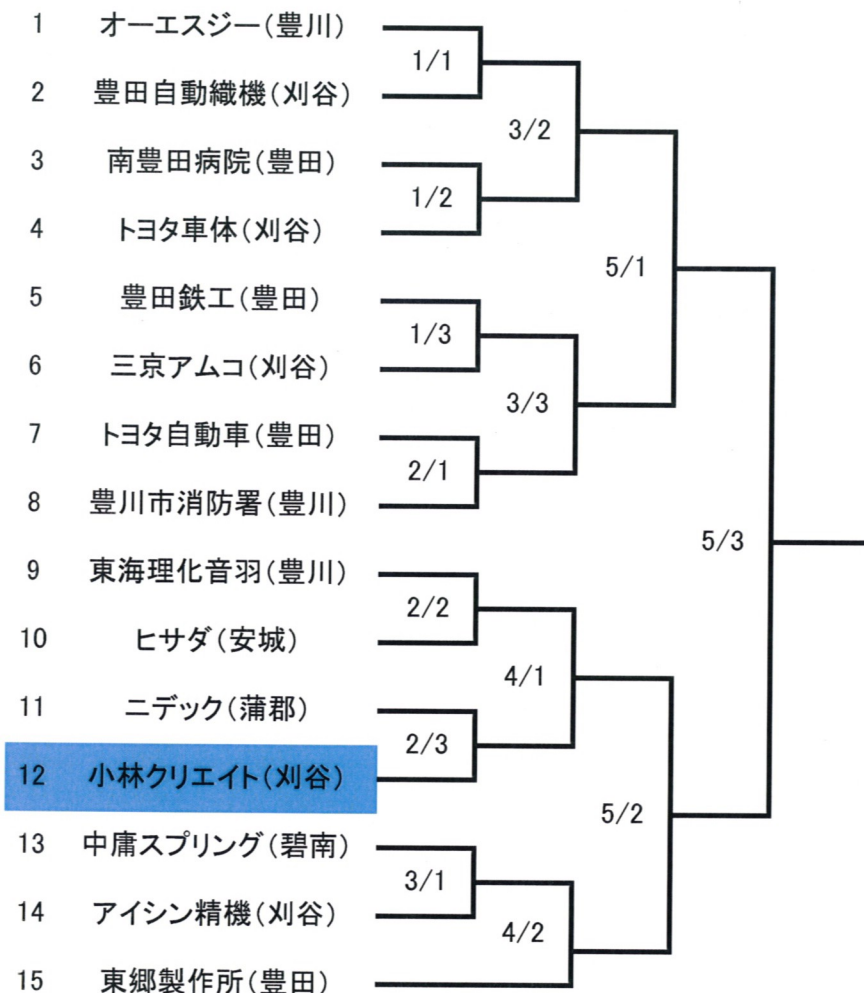 1 オーエスジー(豊川)
1/1
2 豊田自動織機(刈谷)
3/2
3 南豊田病院(豊田)
1/2
4 トヨタ車体(刈谷)
5/1
5 豊田鉄工(豊田)
1/3
6 三京アムコ(刈谷)
3/3
7 トヨタ自動車(豊田)
2/1
8 豊川市消防署(豊川)
5/3
9 東海理化音羽(豊川)
2/2
10 ヒサダ(安城)
4/1
11 ニデック(蒲郡)
2/3
12 小林クリエイト(刈谷)
5/2
13 中庸スプリング(碧南)
3/1
14 アイシン精機(刈谷)
4/2
15 東郷製作所(豊田)